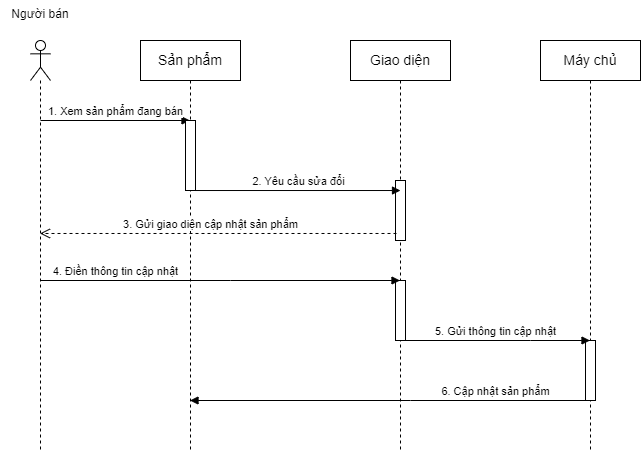 Người bán
Sản phẩm
Giao diện
Máy chủ
1. Xem sản phẩm đang bán
2. Yêu cầu sửa đổi
3. Gửi giao diện cập nhật sản phẩm
4. Điền thông tin cập nhật
5. Gửi thông tin cập nhật
6. Cập nhật sản phẩm